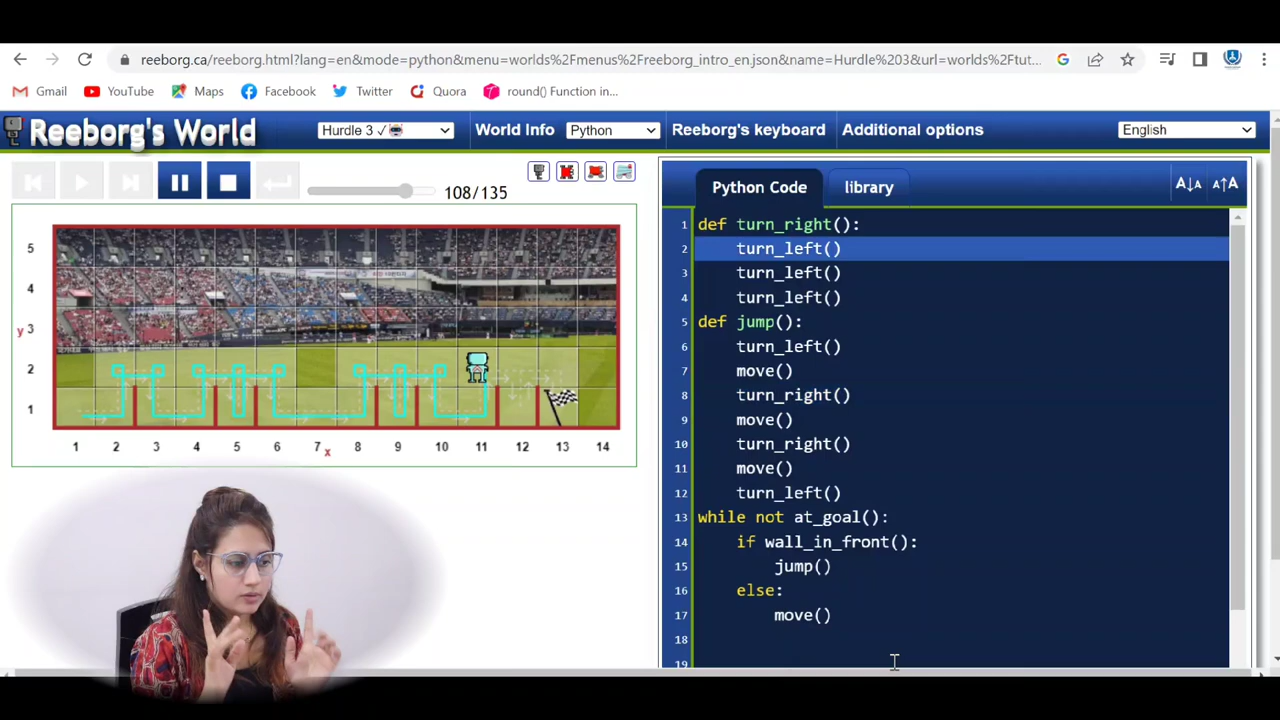 reeborg.ca/reeborg.html?lang=en&mode=python&menu=worlds%2Fmenus%2Freeborg_intro_en.json&name=Hurdle%203&url=worlds%2Ftut...
Gmail YouTube Maps Facebook Twitter Quora round() Function in...
Reeborg's World Hurdle 3 ✓ World Info Python Reeborg's keyboard Additional options English
108/135
5
4
y 3
2
1
1 2 3 4 5 6 7 x 8 9 10 11 12 13 14
Python Code library A↓A A↑A
1 def turn_right():
2 turn_left()
3 turn_left()
4 turn_left()
5 def jump():
6 turn_left()
7 move()
8 turn_right()
9 move()
10 turn_right()
11 move()
12 turn_left()
13 while not at_goal():
14 if wall_in_front():
15 jump()
16 else:
17 move()
18
19